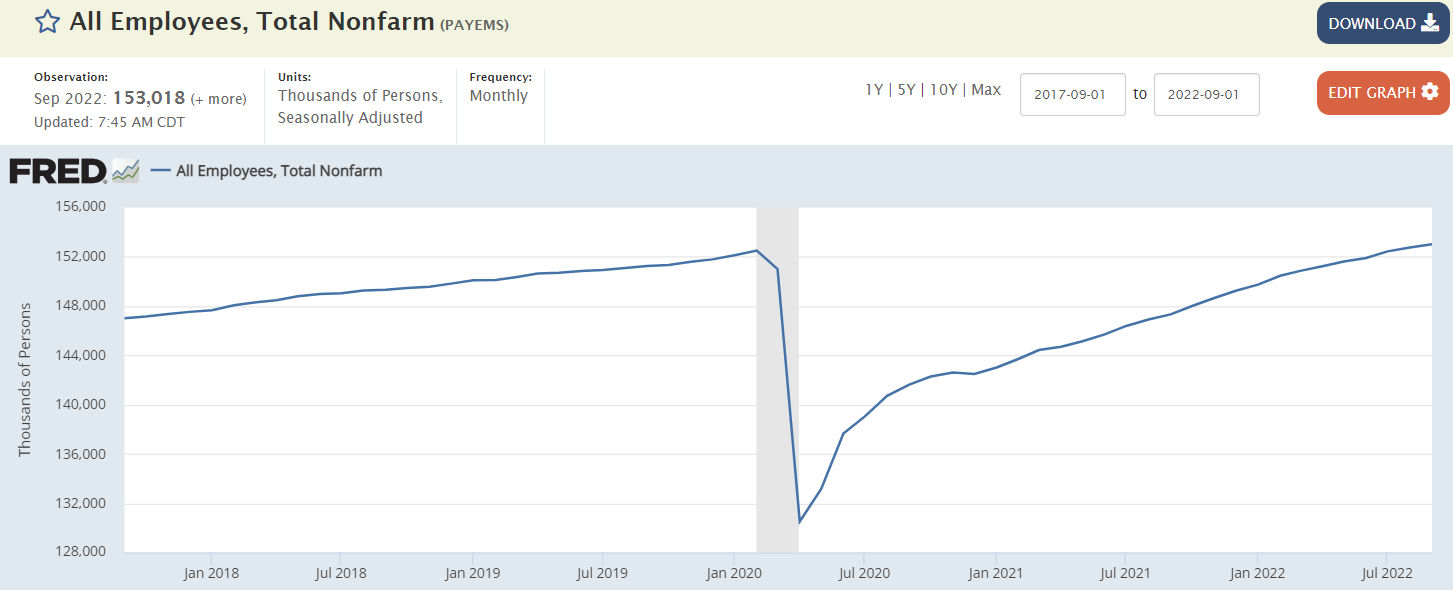 All Employees, Total Nonfarm (PAYEMS)
DOWNLOAD
Observation:
Sep 2022: 153,018 (+ more)
Updated: 7:45 AM CDT
Units:
Thousands of Persons,
Seasonally Adjusted
Frequency:
Monthly
1Y | 5Y | 10Y | Max
2017-09-01 to 2022-09-01
EDIT GRAPH
FRED
All Employees, Total Nonfarm
Thousands of Persons
156,000
152,000
148,000
144,000
140,000
136,000
132,000
128,000
Jan 2018 Jul 2018 Jan 2019 Jul 2019 Jan 2020 Jul 2020 Jan 2021 Jul 2021 Jan 2022 Jul 2022